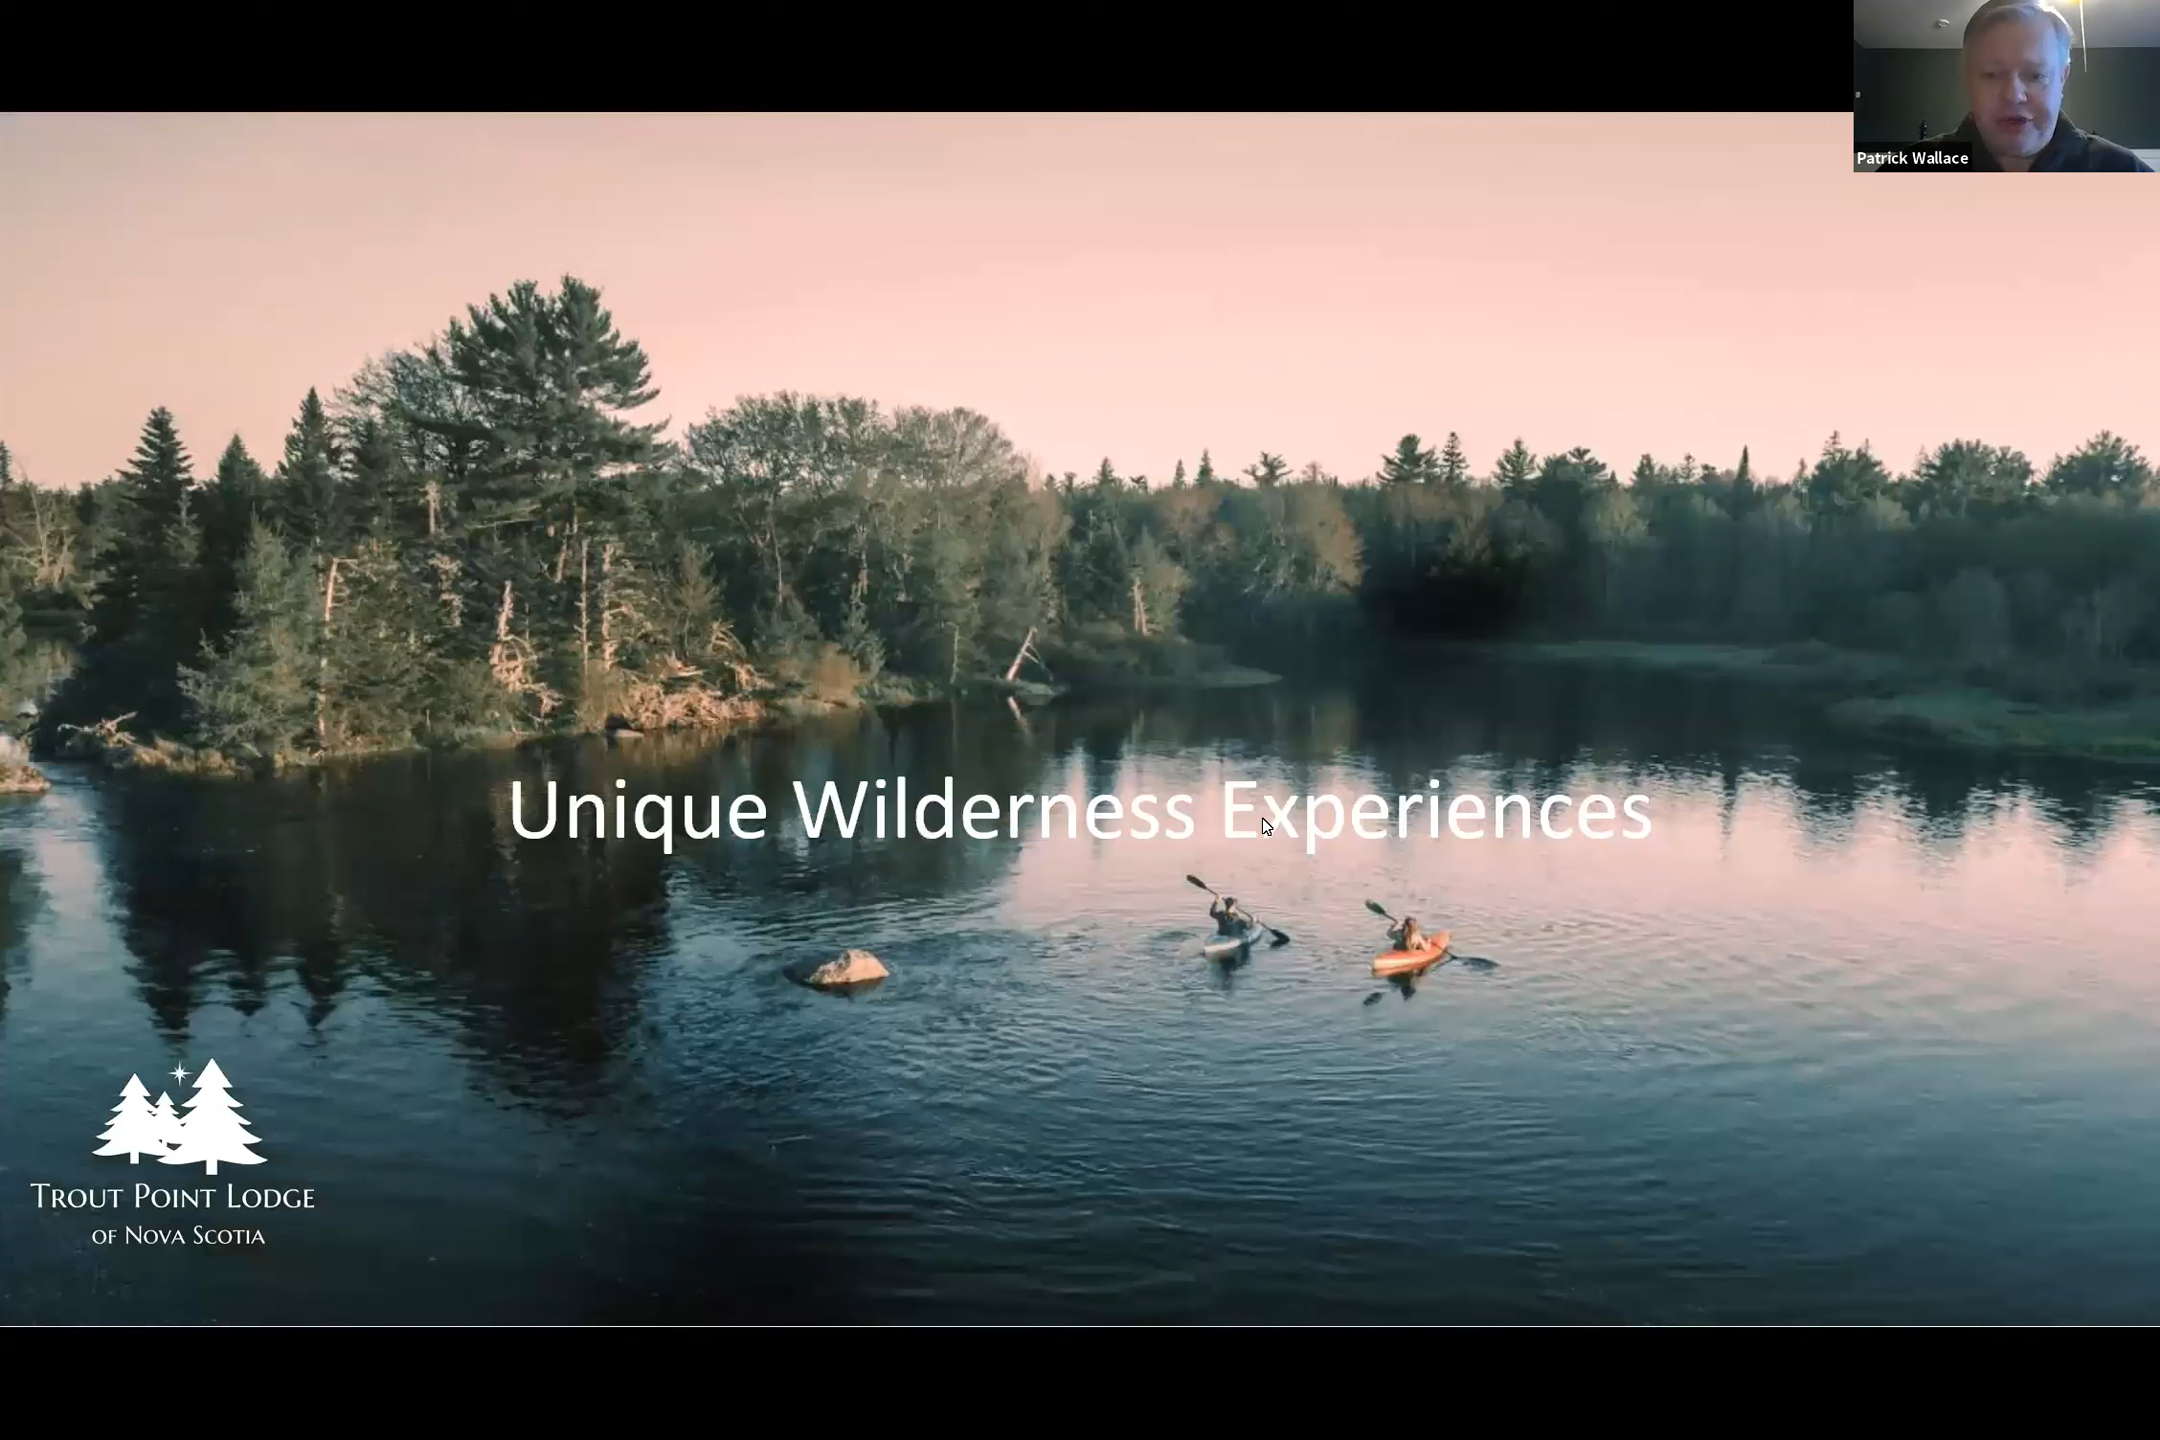 Patrick Wallace
Unique Wilderness Experiences
TROUT POINT LODGE
OF NOVA SCOTIA